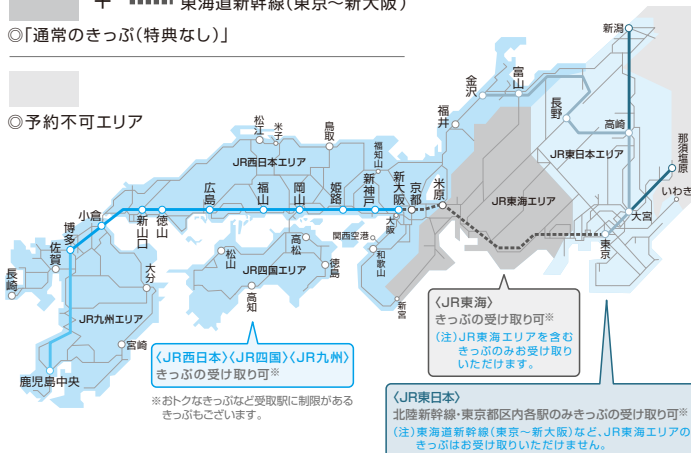 + 東海道新幹線(東京～新大阪)
◎｢通常のきっぷ(特典なし)｣
◎予約不可エリア
新潟
金沢
富山
長野
高崎
福井
那須塩原
いわき
松江
米子
鳥取
福知山
JR西日本エリア
JR東日本エリア
JR東海エリア
広島
福山
岡山
姫路
新神戸
新大阪
京都
米原
大阪
大宮
東京
小倉
博多
新山口
徳山
佐賀
長崎
大分
関西空港
和歌山
新宮
松山
高松
徳島
高知
JR四国エリア
JR九州エリア
宮崎
鹿児島中央
〈JR東海〉
きっぷの受け取り可※
(注)JR東海エリアを含む
きっぷのみお受け取り
いただけます。
〈JR西日本〉〈JR四国〉〈JR九州〉
きっぷの受け取り可※
※おトクなきっぷなど受取駅に制限がある
きっぷもございます。
〈JR東日本〉
北陸新幹線・東京都区内各駅のみきっぷの受け取り可※
(注)東海道新幹線(東京～新大阪)など、JR東海エリアの
きっぷはお受け取りいただけません。